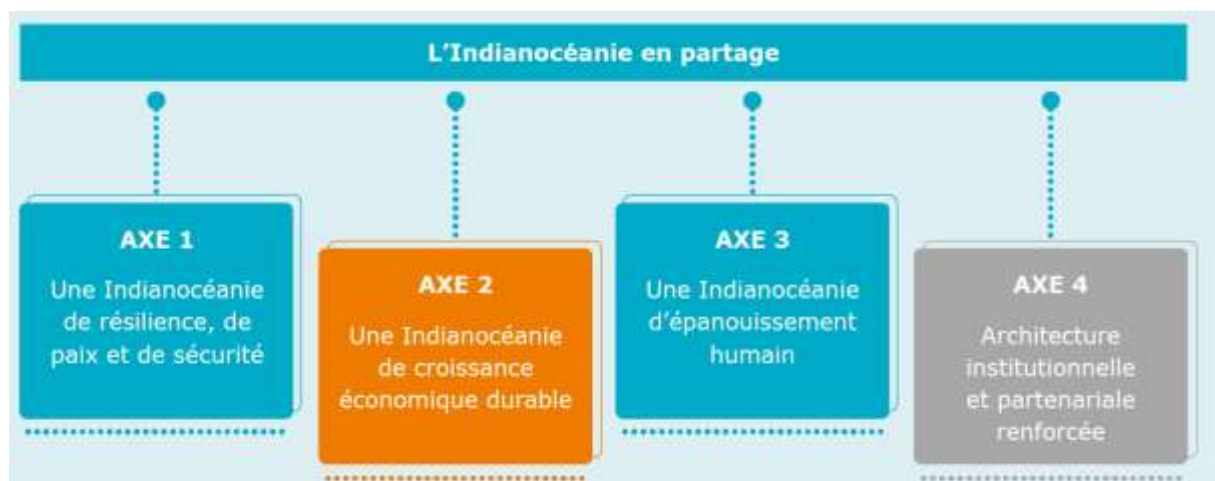 L'Indianocéanie en partage
AXE 1
Une Indianocéanie
de résilience, de
paix et de sécurité
AXE 2
Une Indianocéanie
de croissance
économique durable
AXE 3
Une Indianocéanie
d'épanouissement
humain
AXE 4
Architecture
institutionnelle
et partenariale
renforcée